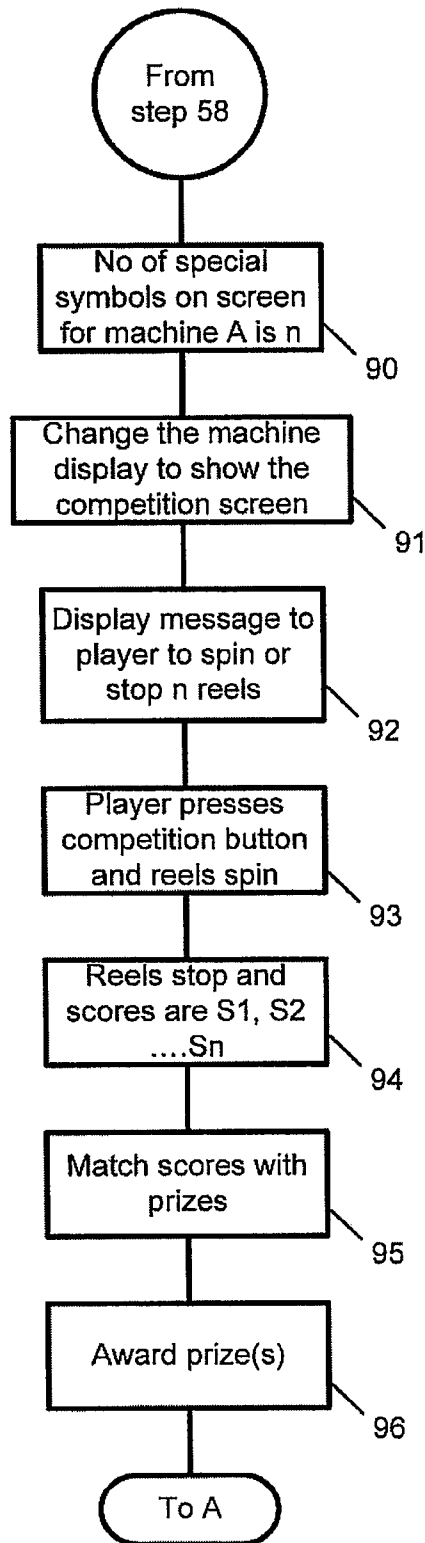 From
step 58
No of special
symbols on screen
for machine A is n
90
Change the machine
display to show the
competition screen
91
Display message to
player to spin or
stop n reels
92
Player presses
competition button
and reels spin
93
Reels stop and
scores are S1, S2
....Sn
94
Match scores with
prizes
95
Award prize(s)
96
To A